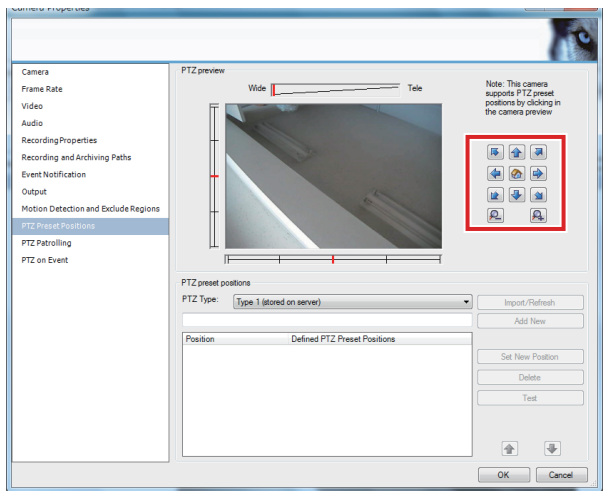 Camera Properties
Camera
Frame Rate
Video
Audio
Recording Properties
Recording and Archiving Paths
Event Notification
Output
Motion Detection and Exclude Regions
PTZ Preset Positions
PTZ Patrolling
PTZ on Event
PTZ preview
Wide
Tele
Note: This camera
supports PTZ preset
positions by clicking in
the camera preview
PTZ preset positions
PTZ Type:
Type 1 (stored on server)
Import/Refresh
Add New
Position
Defined PTZ Preset Positions
Set New Position
Delete
Test
OK
Cancel